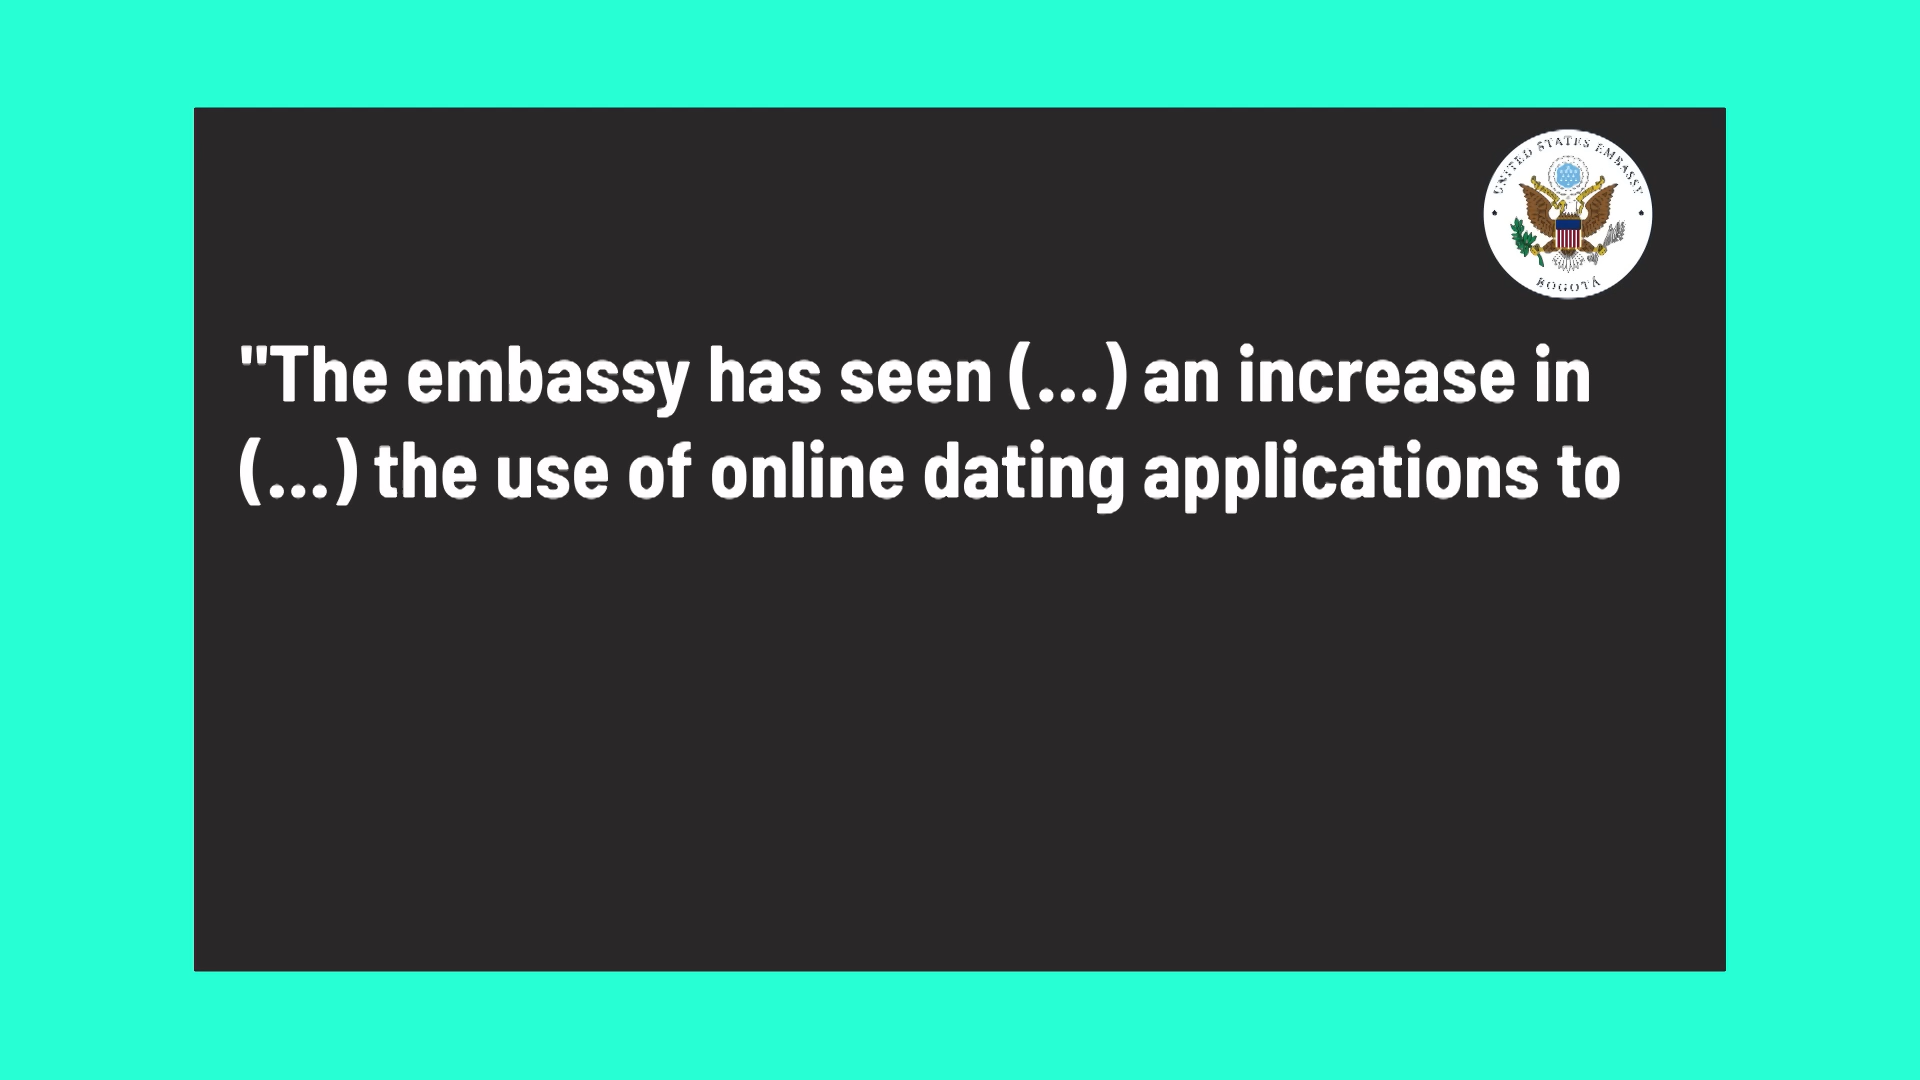 UNITED STATES EMBASSY
BOGOTÁ
"The embassy has seen (...) an increase in
(...) the use of online dating applications to